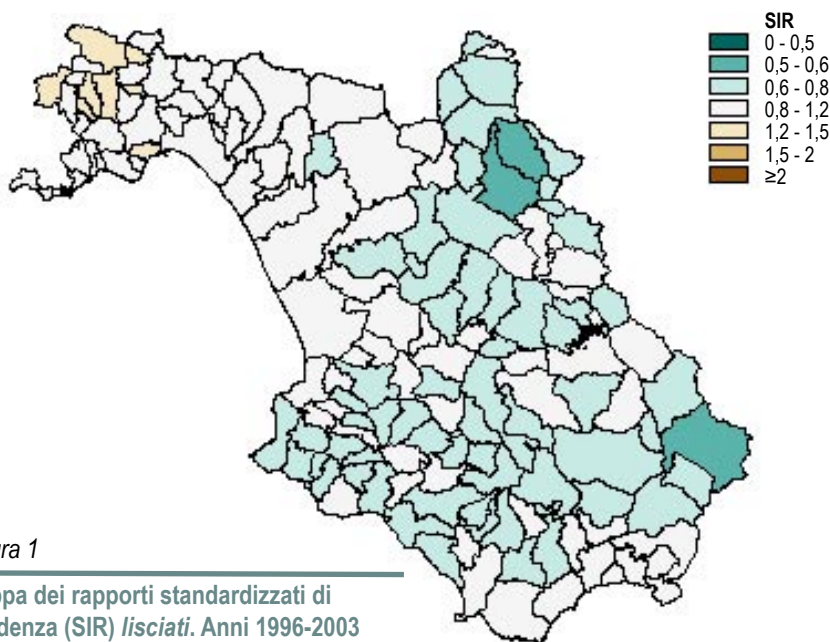 SIR
0 - 0,5
0,5 - 0,6
0,6 - 0,8
0,8 - 1,2
1,2 - 1,5
1,5 - 2
≥2
ra 1
pa dei rapporti standardizzati di
denza (SIR) lisciati. Anni 1996-2003